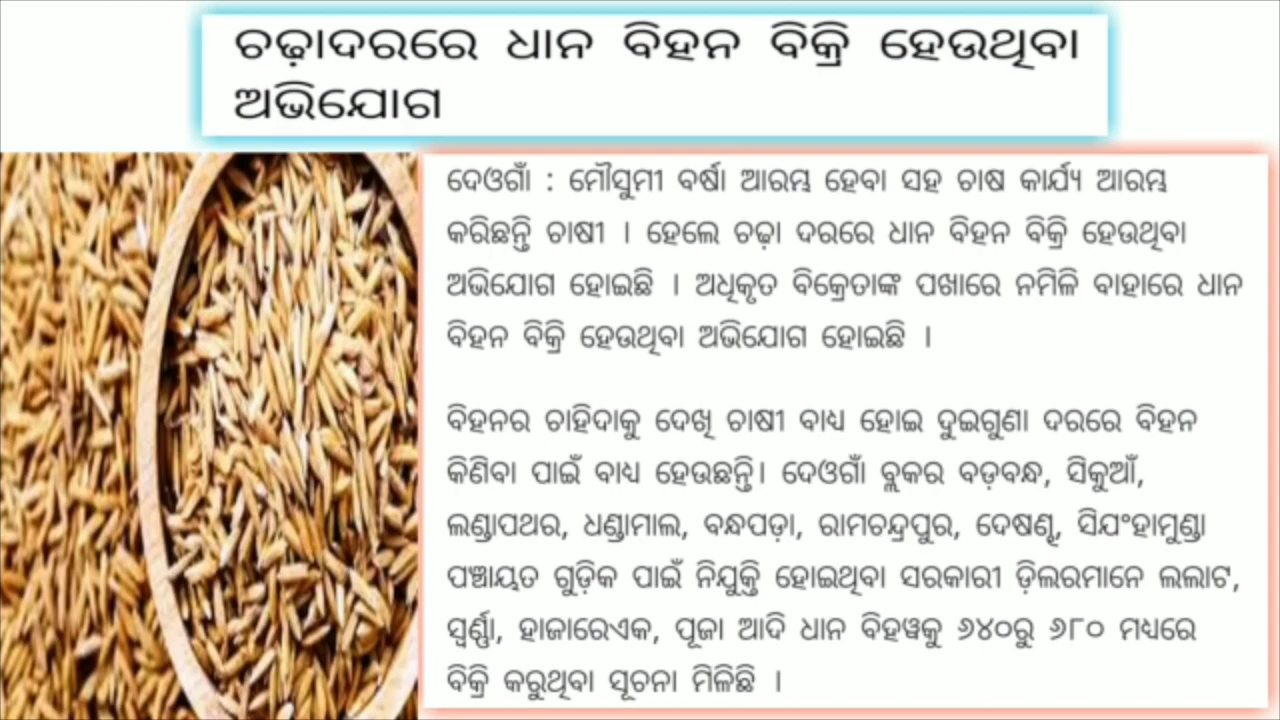 ଚଢ଼ାଦରରେ ଧାନ ବିହନ ବିକ୍ରି ହେଉଥିବା
ଅଭିଯୋଗ
ଦେଓଗାଁ : ମୌସୁମୀ ବର୍ଷା ଆରମ୍ଭ ହେବା ସହ ଚାଷ କାର୍ଯ୍ୟ ଆରମ୍ଭ
କରିଛନ୍ତି ଚାଷୀ । ହେଲେ ଚଢ଼ା ଦରରେ ଧାନ ବିହନ ବିକ୍ରି ହେଉଥିବା
ଅଭିଯୋଗ ହୋଇଛି । ଅଧିକୃତ ବିକ୍ରେତାଙ୍କ ପଖାରେ ନମିଳି ବାହାରେ ଧାନ
ବିହନ ବିକ୍ରି ହେଉଥିବା ଅଭିଯୋଗ ହୋଇଛି ।
ବିହନର ଚାହିଦାକୁ ଦେଖି ଚାଷୀ ବାଧ୍ୟ ହୋଇ ଦୁଇଗୁଣା ଦରରେ ବିହନ
କିଣିବା ପାଇଁ ବାଧ୍ୟ ହେଉଛନ୍ତି। ଦେଓଗାଁ ବ୍ଲକର ବଡ଼ବନ୍ଧ, ସିକୁଆଁ,
ଲଣ୍ଡାପଥର, ଧଣ୍ଡାମାଲ, ବନ୍ଧପଡ଼ା, ରାମଚନ୍ଦ୍ରପୁର, ଦେଷଣ୍ଢ, ସିଯଂହାମୁଣ୍ଡା
ପଞ୍ଚାୟତ ଗୁଡ଼ିକ ପାଇଁ ନିଯୁକ୍ତି ହୋଇଥିବା ସରକାରୀ ଡ଼ିଲରମାନେ ଲଲାଟ,
ସ୍ୱର୍ଣ୍ଣା, ହାଜାରେଏକ, ପୂଜା ଆଦି ଧାନ ବିହୱକୁ ୬୪୦ରୁ ୬୮୦ ମଧ୍ୟରେ
ବିକ୍ରି କରୁଥିବା ସୂଚନା ମିଳିଛି ।